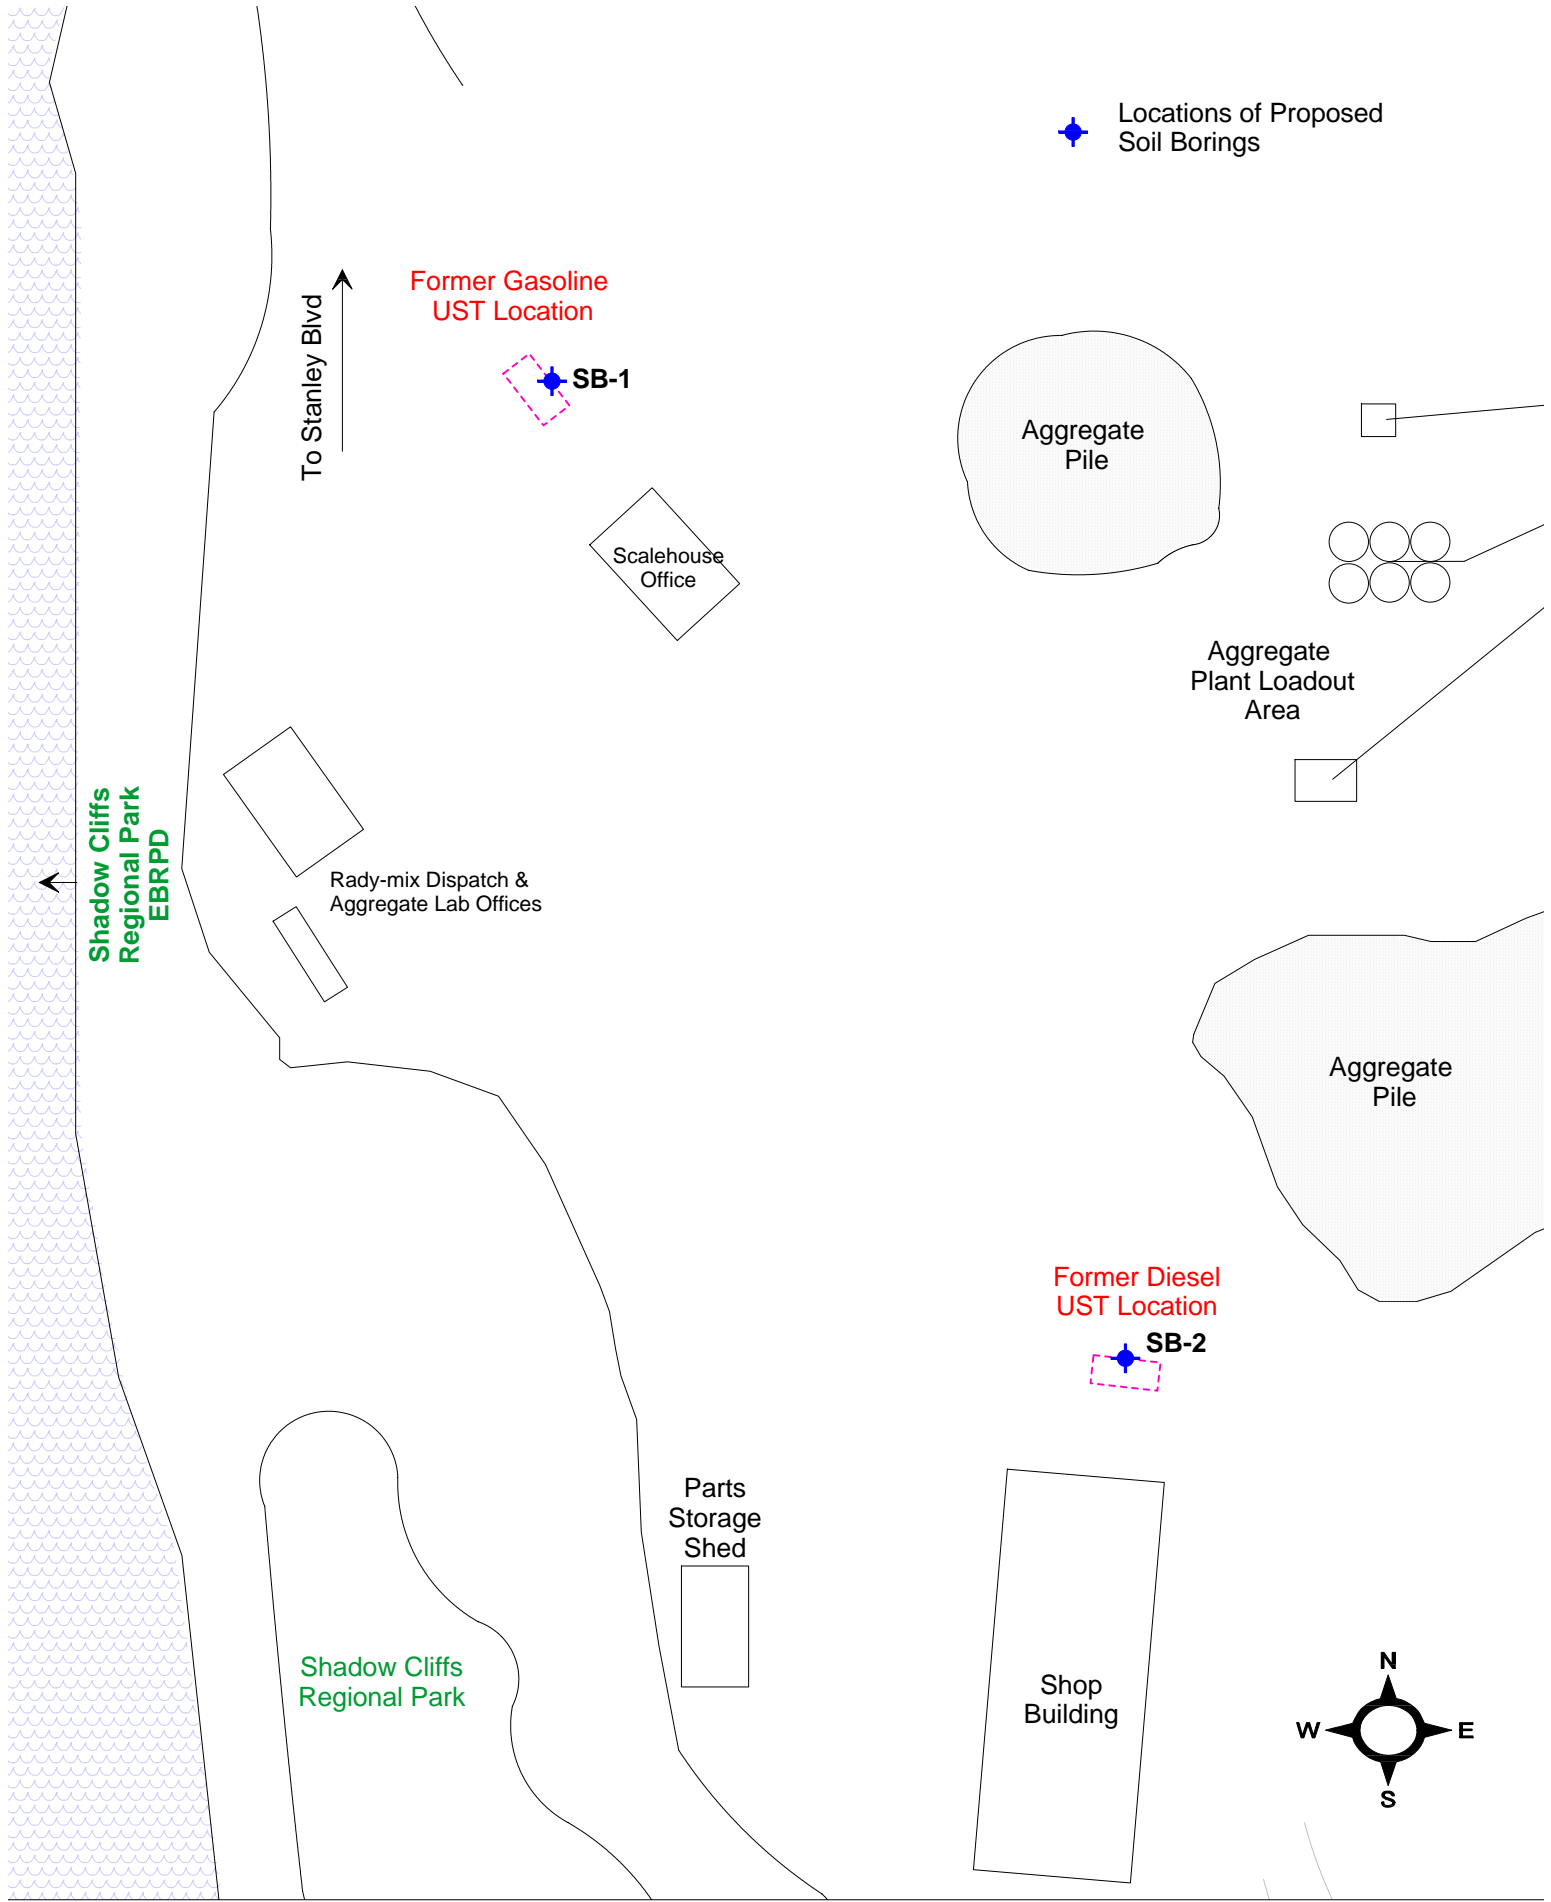 Locations of Proposed
Soil Borings
Former Gasoline
UST Location
To Stanley Blvd
SB-1
Aggregate
Pile
Scalehouse
Office
Aggregate
Plant Loadout
Area
Shadow Cliffs
Regional Park
EBRPD
Rady-mix Dispatch &
Aggregate Lab Offices
Aggregate
Pile
Former Diesel
UST Location
SB-2
Parts
Storage
Shed
Shadow Cliffs
Regional Park
Shop
Building
N
W
E
S